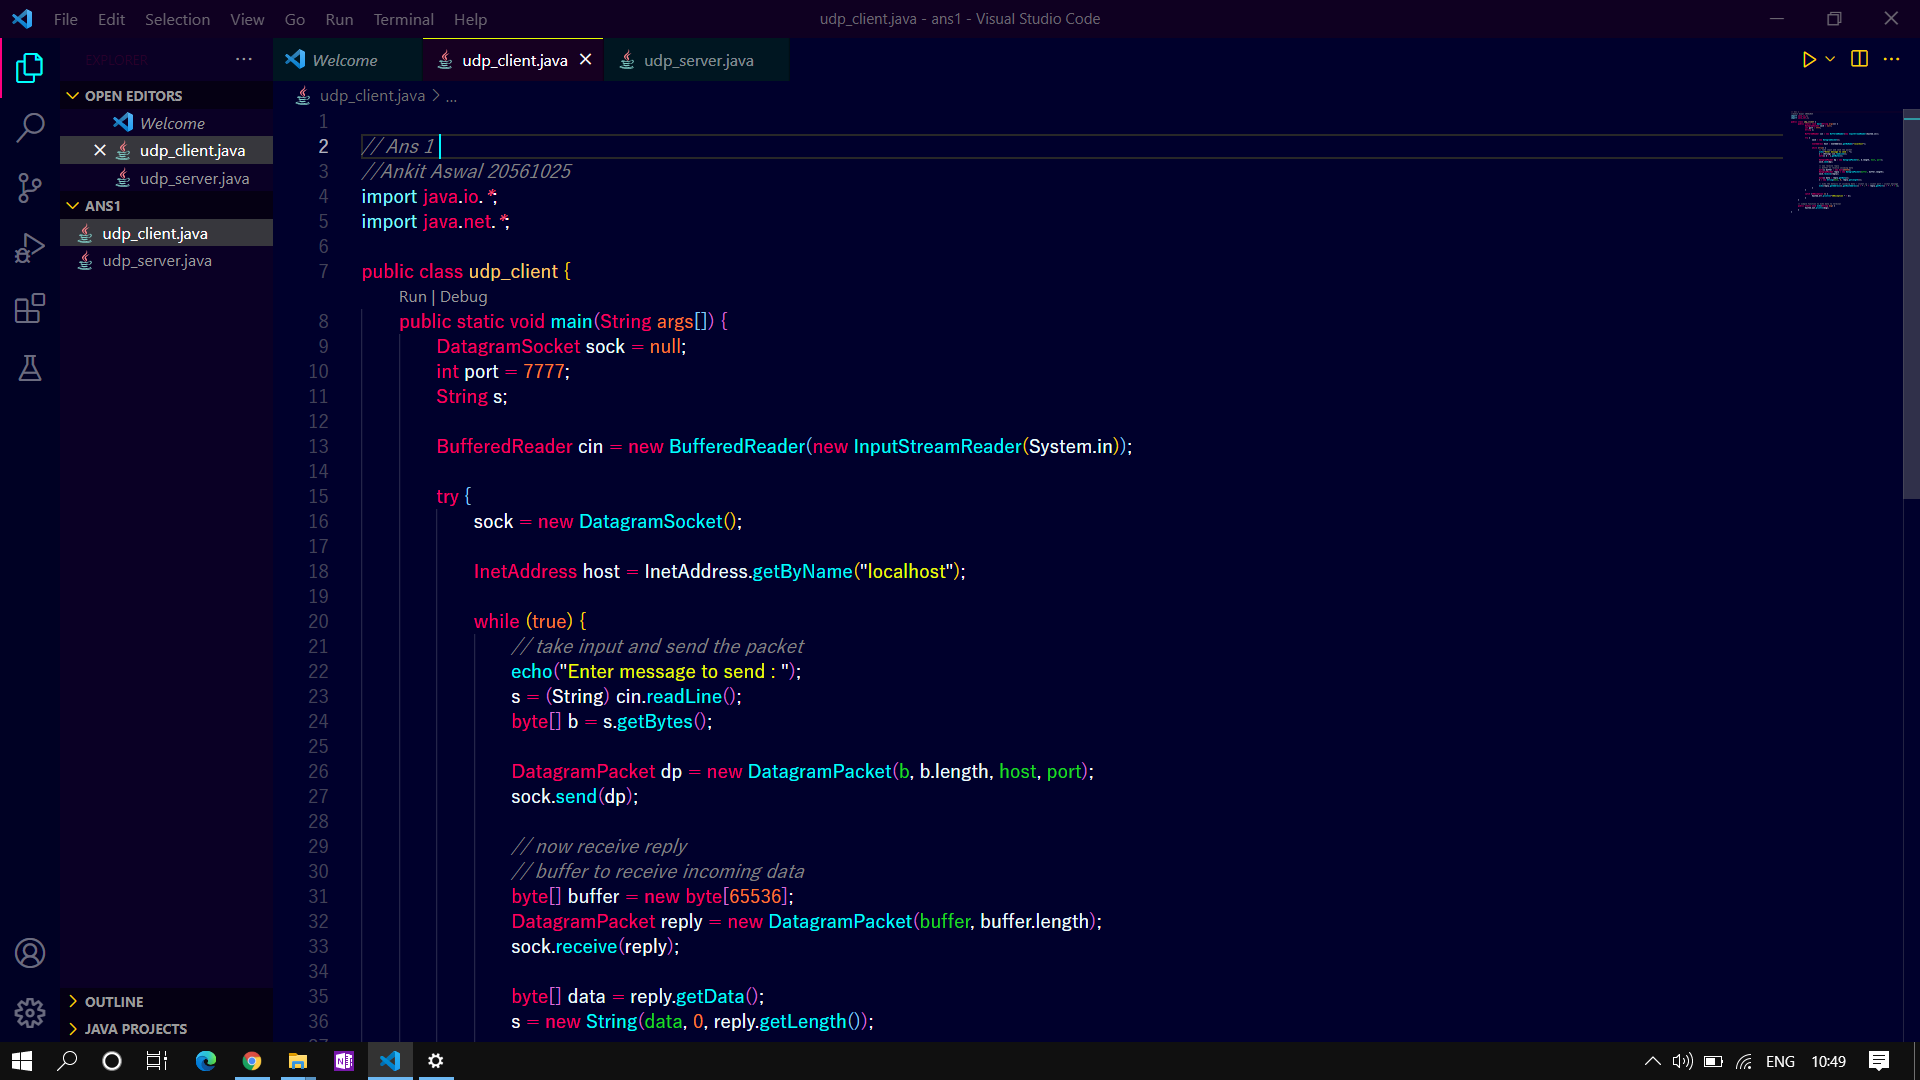 File Edit Selection View Go Run Terminal Help
udp_client.java - ans1 - Visual Studio Code
EXPLORER
Welcome
udp_client.java
udp_server.java
OPEN EDITORS
Welcome
udp_client.java
udp_server.java
ANS1
udp_client.java
udp_server.java
OUTLINE
JAVA PROJECTS
udp_client.java > ...
1
2 // Ans 1
3 //Ankit Aswal 20561025
4 import java.io.*;
5 import java.net.*;
6
7 public class udp_client {
Run | Debug
8 public static void main(String args[]) {
9 DatagramSocket sock = null;
10 int port = 7777;
11 String s;
12
13 BufferedReader cin = new BufferedReader(new InputStreamReader(System.in));
14
15 try {
16 sock = new DatagramSocket();
17
18 InetAddress host = InetAddress.getByName("localhost");
19
20 while (true) {
21 // take input and send the packet
22 echo("Enter message to send : ");
23 s = (String) cin.readLine();
24 byte[] b = s.getBytes();
25
26 DatagramPacket dp = new DatagramPacket(b, b.length, host, port);
27 sock.send(dp);
28
29 // now receive reply
30 // buffer to receive incoming data
31 byte[] buffer = new byte[65536];
32 DatagramPacket reply = new DatagramPacket(buffer, buffer.length);
33 sock.receive(reply);
34
35 byte[] data = reply.getData();
36 s = new String(data, 0, reply.getLength());
ENG 10:49